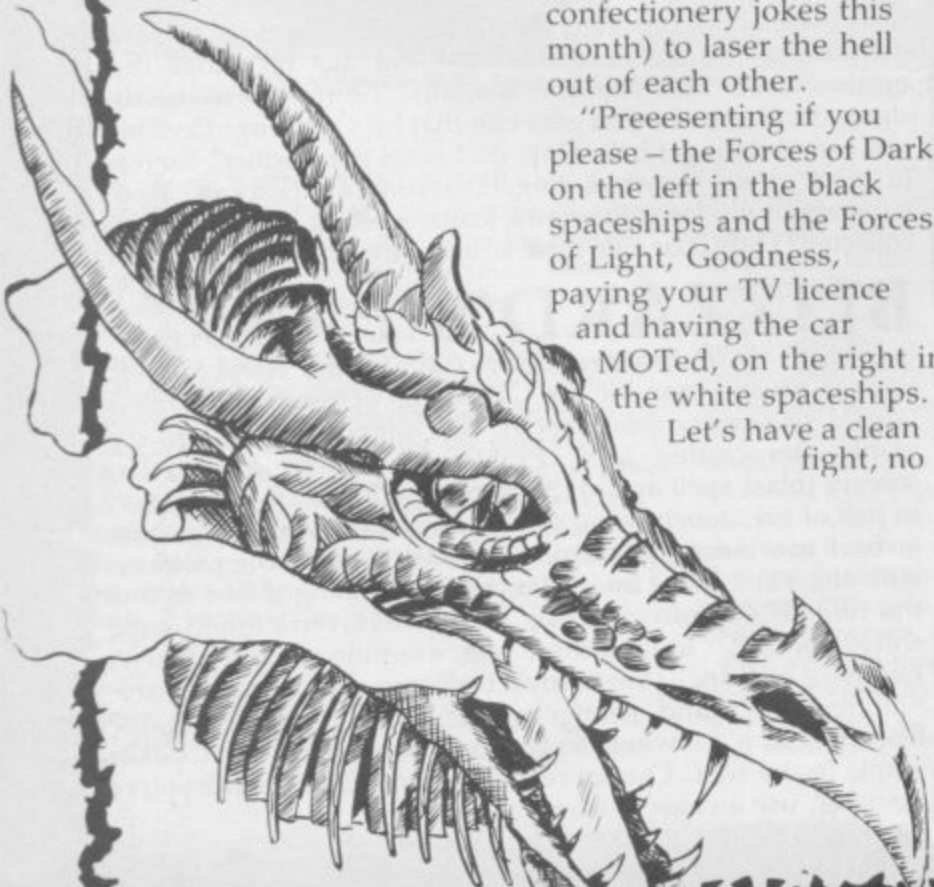 confectionery jokes this
month) to laser the hell
out of each other.
"Preeesenting if you
please – the Forces of Dark
on the left in the black
spaceships and the Forces
of Light, Goodness,
paying your TV licence
and having the car
MOTed, on the right in
the white spaceships.
Let's have a clean
fight, no